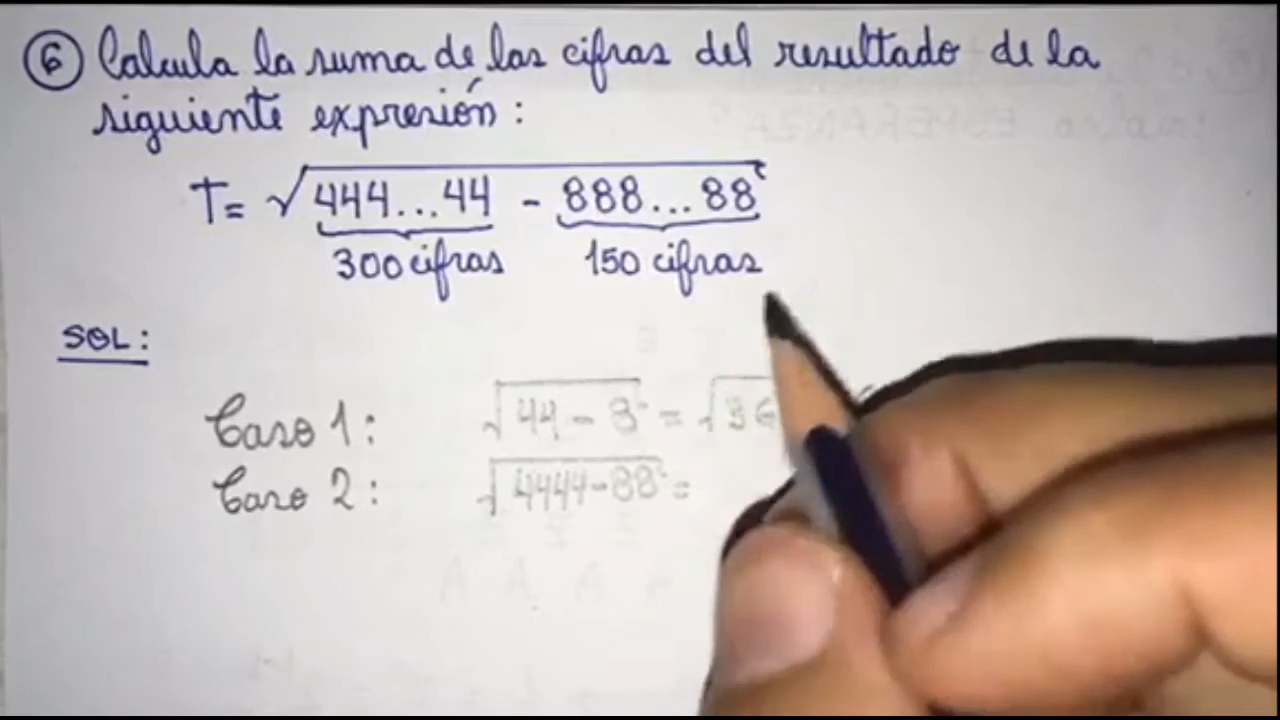 6 Calcula la suma de las cifras del resultado de la
siguiente expresión:
T= √444...44 - 888...88
300 cifras 150 cifras
SOL:
Caso 1: √44-8 = √36
Caso 2: √4444-88 =